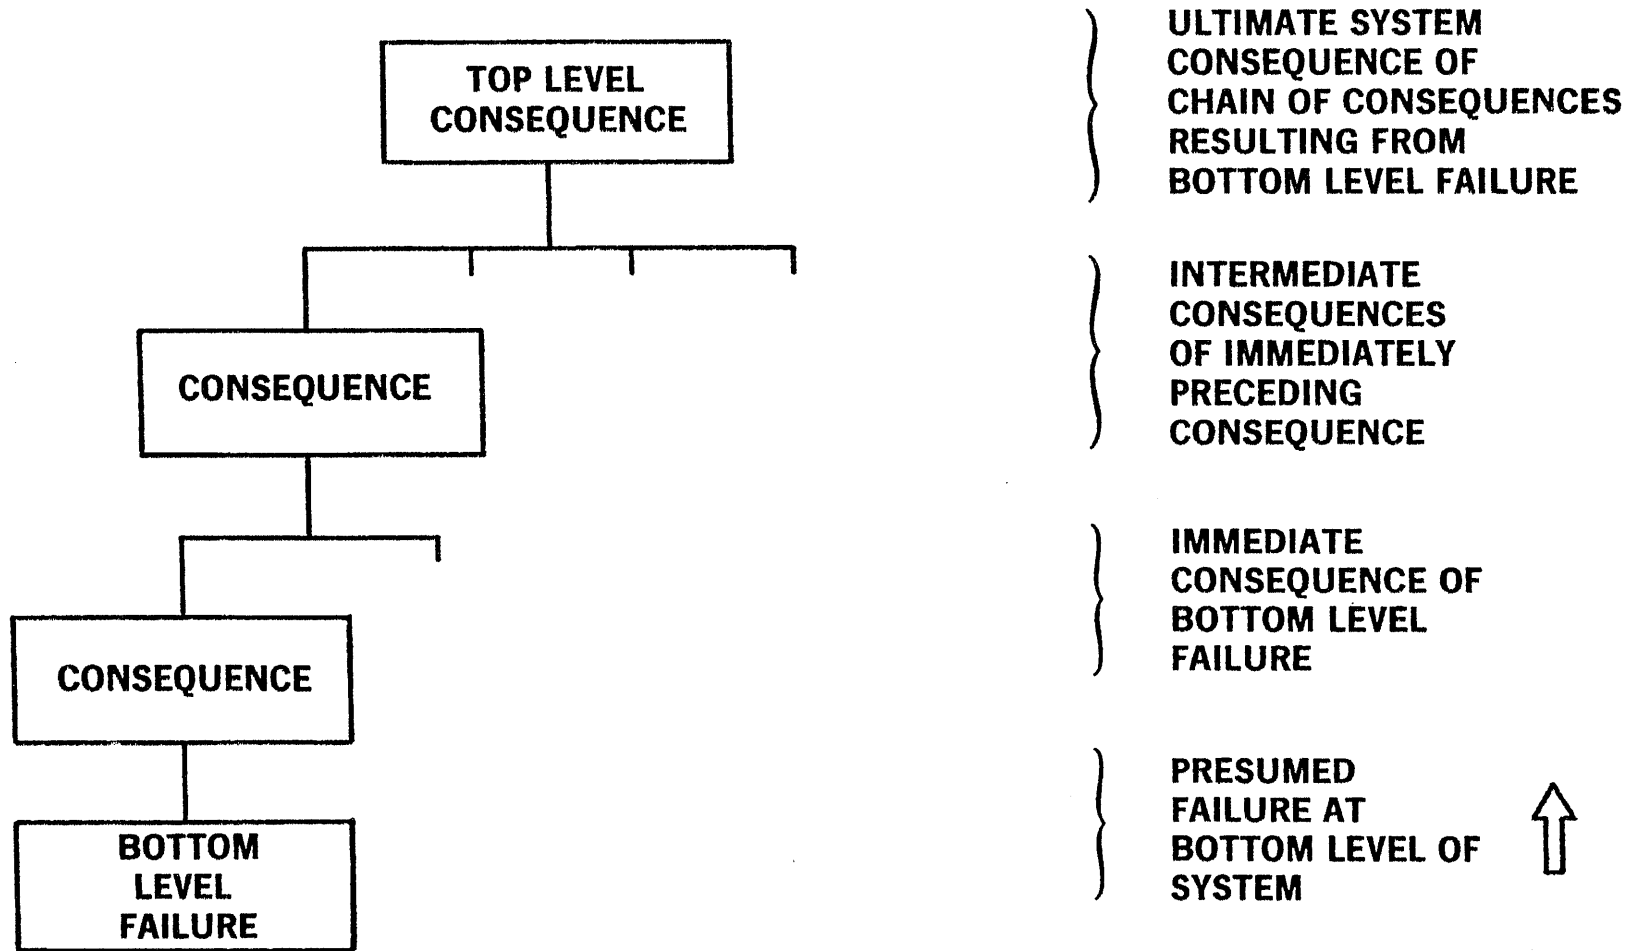 TOP LEVEL
CONSEQUENCE
ULTIMATE SYSTEM
CONSEQUENCE OF
CHAIN OF CONSEQUENCES
RESULTING FROM
BOTTOM LEVEL FAILURE
CONSEQUENCE
INTERMEDIATE
CONSEQUENCES
OF IMMEDIATELY
PRECEDING
CONSEQUENCE
CONSEQUENCE
IMMEDIATE
CONSEQUENCE OF
BOTTOM LEVEL
FAILURE
BOTTOM
LEVEL
FAILURE
PRESUMED
FAILURE AT
BOTTOM LEVEL OF
SYSTEM